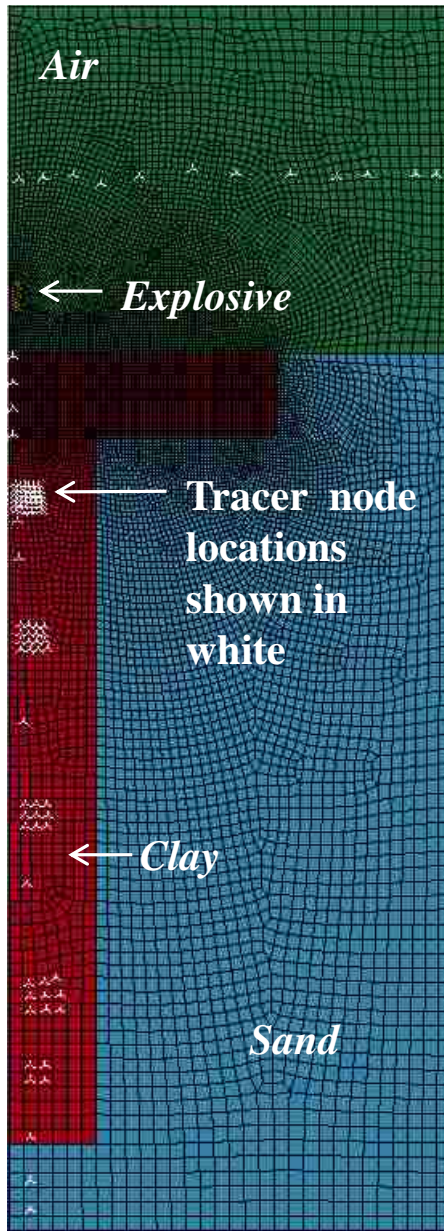 Air
Explosive
Tracer node
locations
shown in
white
Clay
Sand